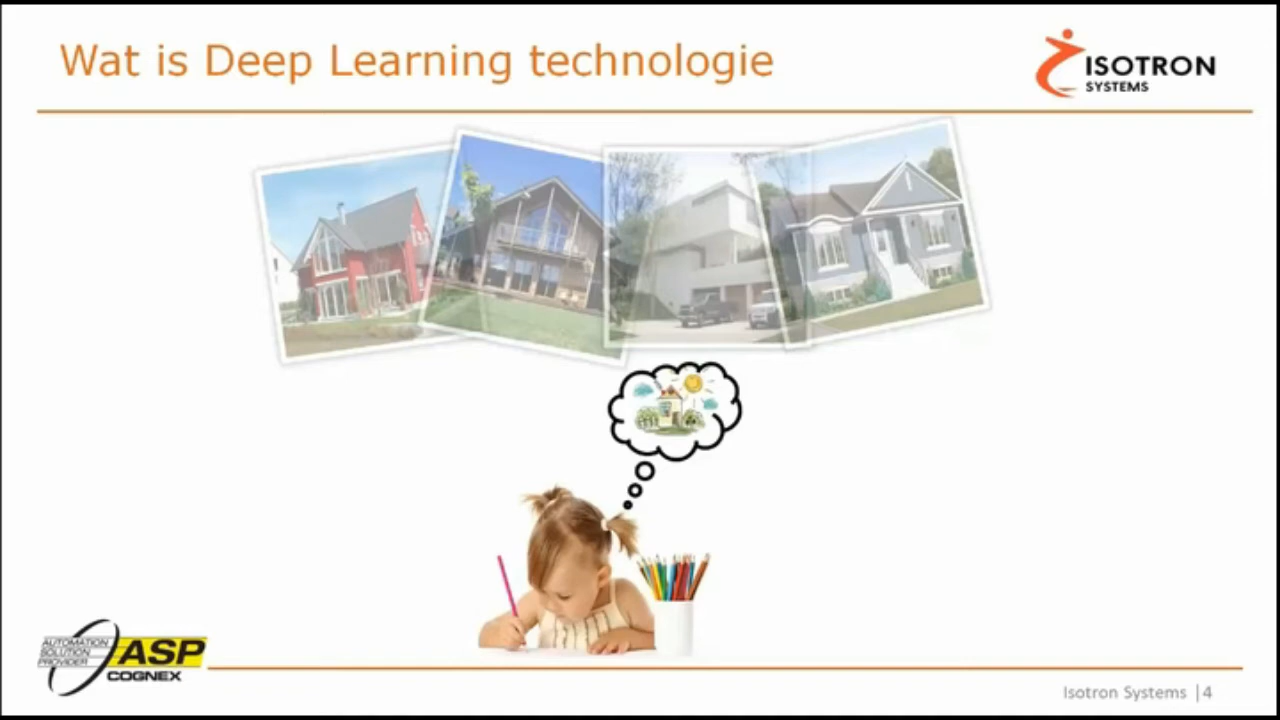 Wat is Deep Learning technologie
ISOTRON
SYSTEMS
AUTOMATION
SOLUTION
PROVIDER
ASP
COGNEX
Isotron Systems |4